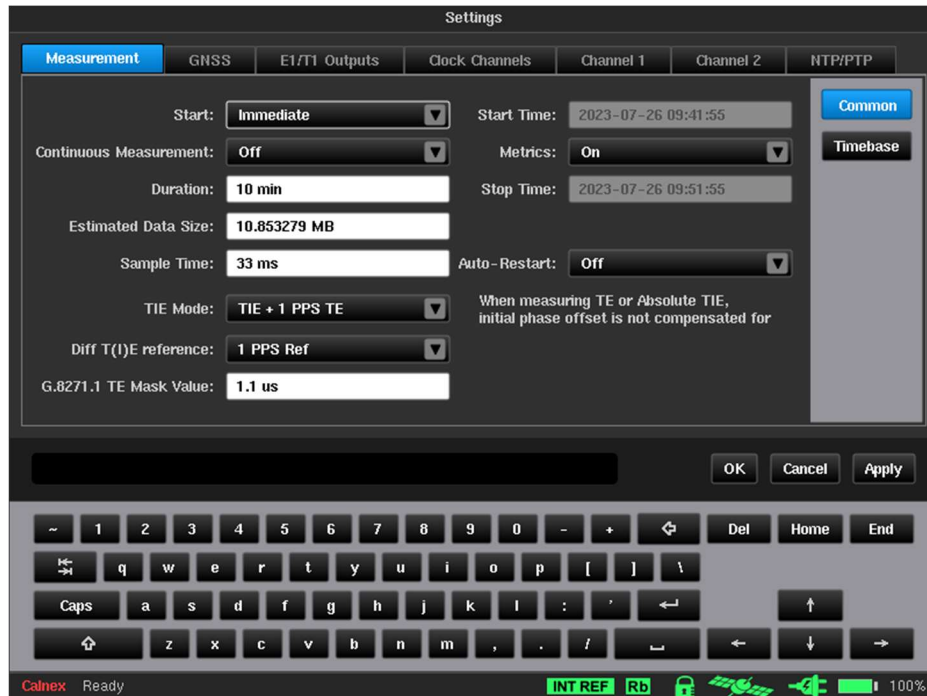 Settings
Measurement GNSS E1/T1 Outputs Clock Channels Channel 1 Channel 2 NTP/PTP
Start: Immediate Start Time: 2023-07-26 09:41:55 Common
Continuous Measurement: Off Metrics: On Timebase
Duration: 10 min Stop Time: 2023-07-26 09:51:55
Estimated Data Size: 10.853279 MB
Sample Time: 33 ms Auto-Restart: Off
TIE Mode: TIE + 1 PPS TE When measuring TE or Absolute TIE,
initial phase offset is not compensated for
Diff T(I)E reference: 1 PPS Ref
G.8271.1 TE Mask Value: 1.1 us
OK Cancel Apply
~ 1 2 3 4 5 6 7 8 9 0 - + Del Home End
q w e r t y u i o p [ ] \
Caps a s d f g h j k l : '
z x c v b n m , . /
Calnex Ready INT REF Rb 100%